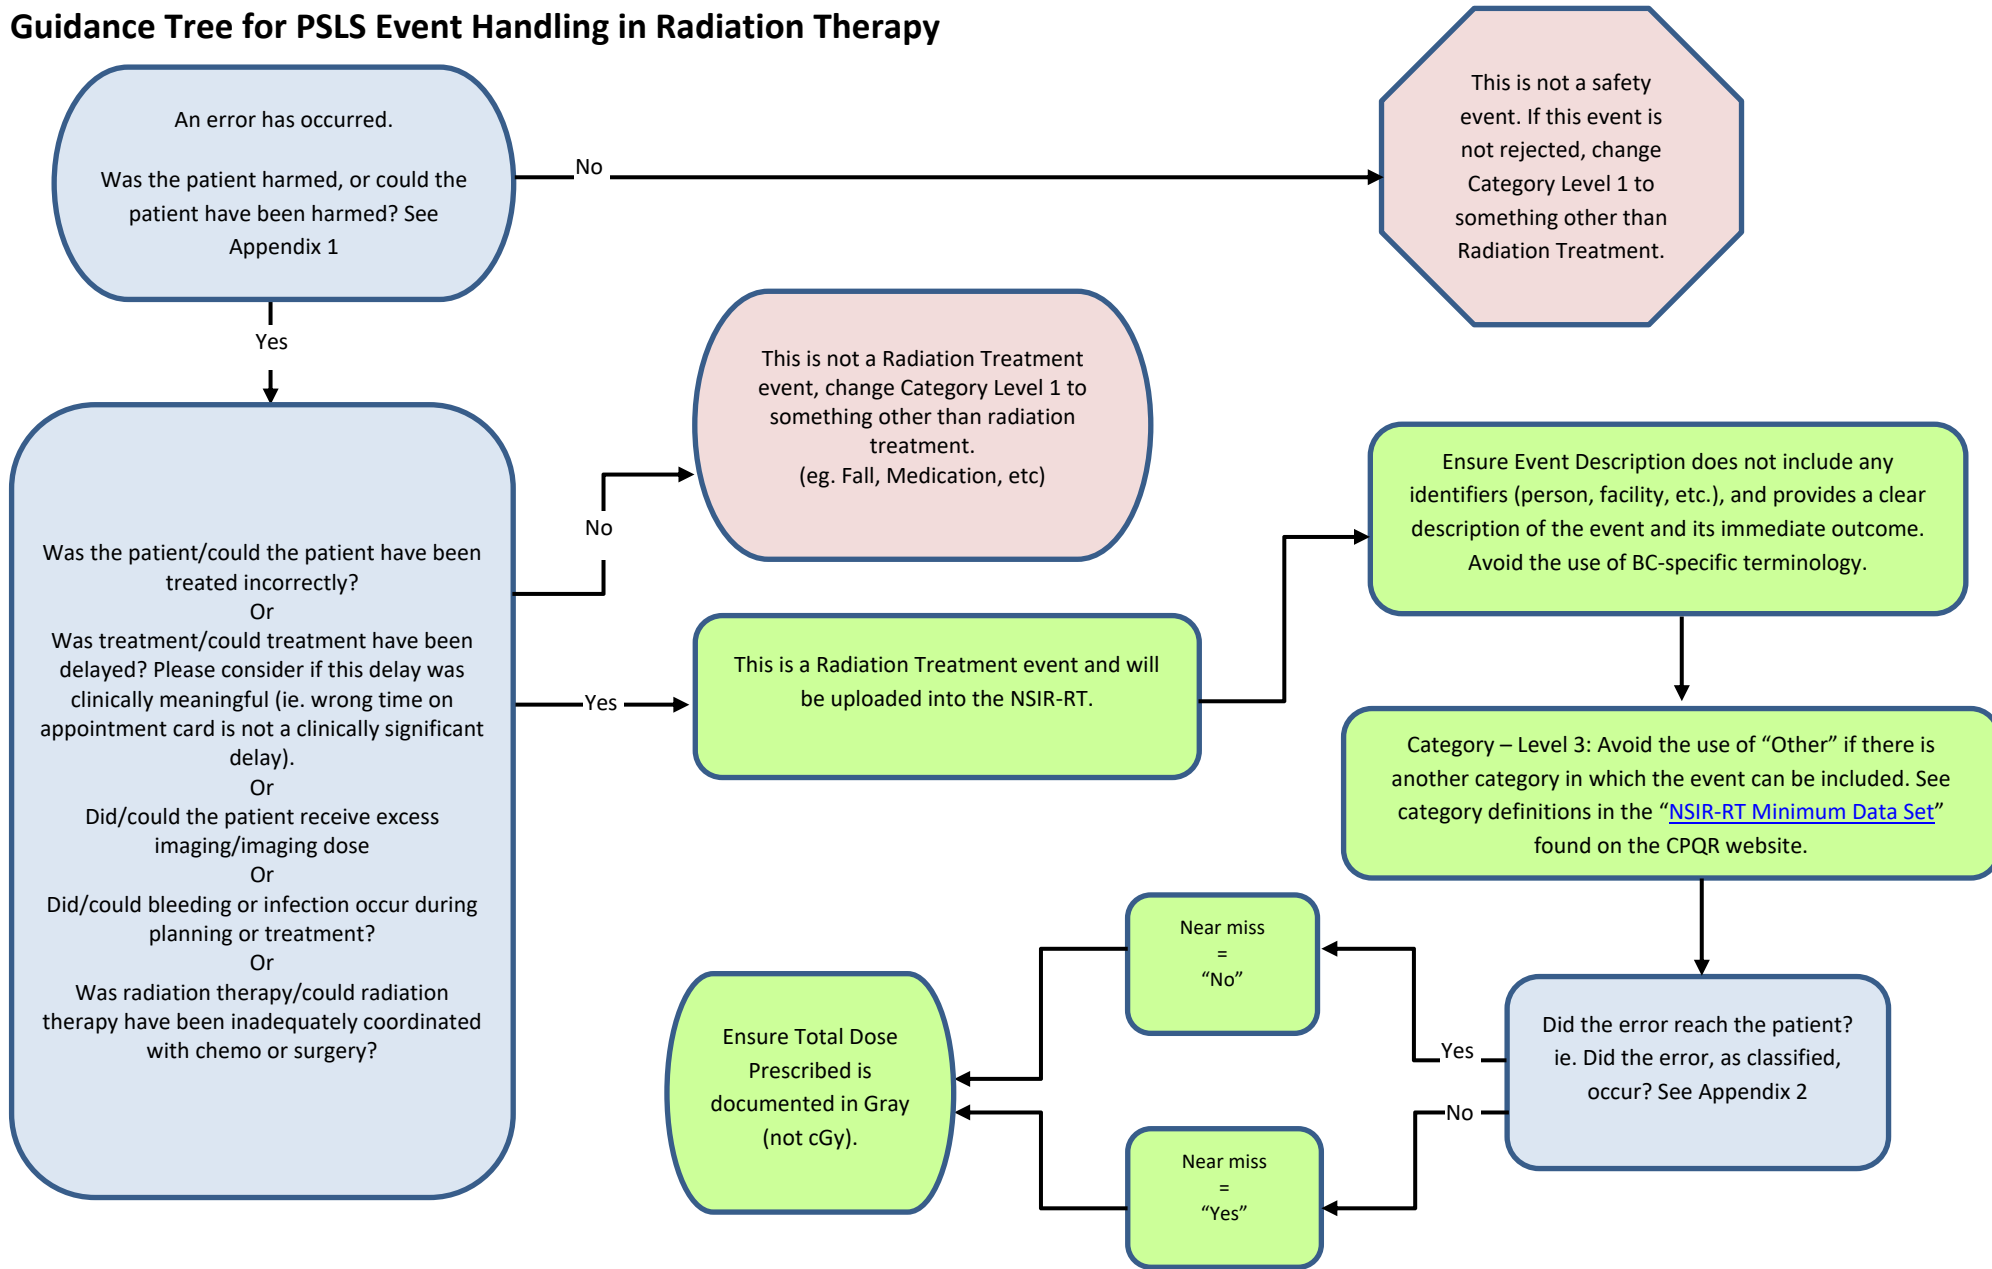 Guidance Tree for PSLS Event Handling in Radiation Therapy
An error has occurred.
Was the patient harmed, or could the
patient have been harmed? See
Appendix 1
No
This is not a safety
event. If this event is
not rejected, change
Category Level 1 to
something other than
Radiation Treatment.
Yes
Was the patient/could the patient have been
treated incorrectly?
Or
Was treatment/could treatment have been
delayed? Please consider if this delay was
clinically meaningful (ie. wrong time on
appointment card is not a clinically significant
delay).
Or
Did/could the patient receive excess
imaging/imaging dose
Or
Did/could bleeding or infection occur during
planning or treatment?
Or
Was radiation therapy/could radiation
therapy have been inadequately coordinated
with chemo or surgery?
No
This is not a Radiation Treatment
event, change Category Level 1 to
something other than radiation
treatment.
(eg. Fall, Medication, etc)
Yes
This is a Radiation Treatment event and will
be uploaded into the NSIR-RT.
Ensure Event Description does not include any
identifiers (person, facility, etc.), and provides a clear
description of the event and its immediate outcome.
Avoid the use of BC-specific terminology.
Category – Level 3: Avoid the use of “Other” if there is
another category in which the event can be included. See
category definitions in the “NSIR-RT Minimum Data Set”
found on the CPQR website.
Did the error reach the patient?
ie. Did the error, as classified,
occur? See Appendix 2
Yes
No
Near miss
=
“No”
Near miss
=
“Yes”
Ensure Total Dose
Prescribed is
documented in Gray
(not cGy).